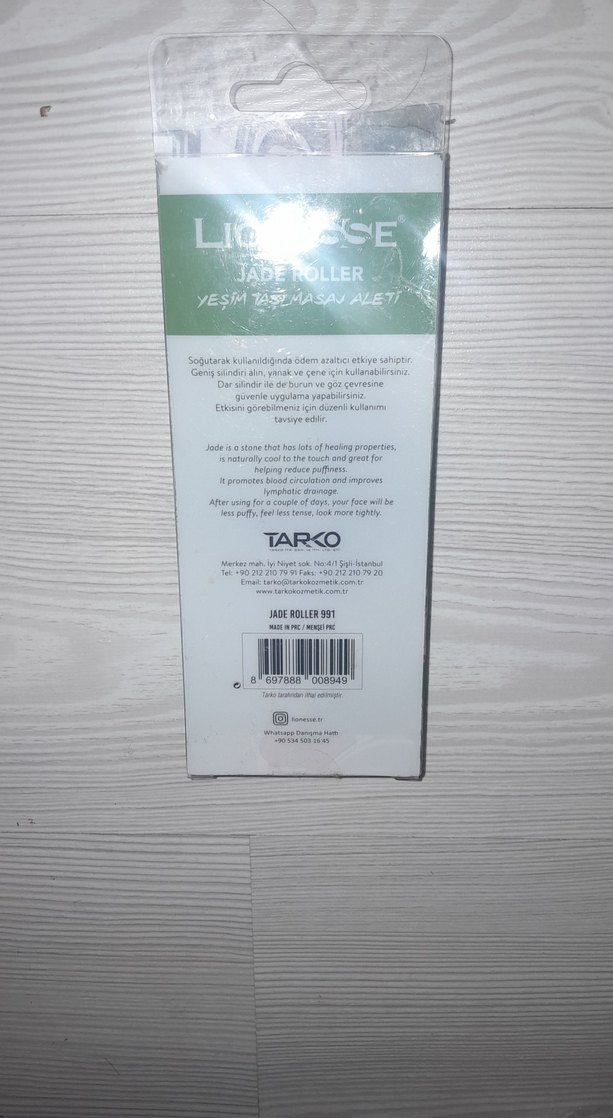 LIONESSE®
JADE ROLLER
YEŞİM TAŞI MASAJ ALETİ
Soğutarak kullanıldığında ödem azaltıcı etkiye sahiptir.
Geniş silindiri alın, yanak ve çene için kullanabilirsiniz.
Dar silindir ile de burun ve göz çevresine
güvenle uygulama yapabilirsiniz.
Etkisini görebilmeniz için düzenli kullanımı
tavsiye edilir.
Jade is a stone that has lots of healing properties,
is naturally cool to the touch and great for
helping reduce puffiness.
It promotes blood circulation and improves
lymphatic drainage.
After using for a couple of days, your face will be
less puffy, feel less tense, look more tightly.
TARKO
Merkez mah. İyi Niyet sok. No:4/1 Şişli-İstanbul
Tel: +90 212 210 79 91 Faks: +90 212 210 79 20
Email: tarko@tarkokozmetik.com.tr
www.tarkokozmetik.com.tr
JADE ROLLER 991
MADE IN PRC / MENŞEİ PRC
8 697888 008949
Tarko tarafından ithal edilmiştir.
lionesse.tr
Whatsapp Danışma Hattı
+90 534 503 16 45